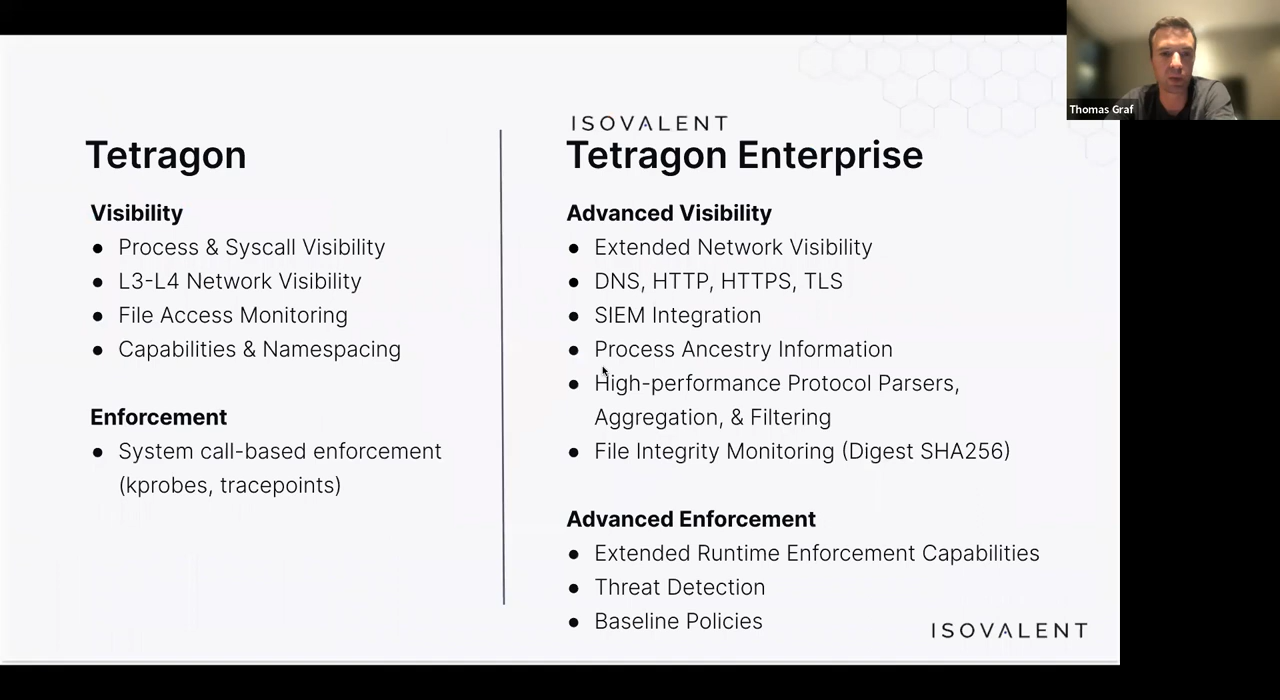 Thomas Graf
Tetragon
Visibility
● Process & Syscall Visibility
● L3-L4 Network Visibility
● File Access Monitoring
● Capabilities & Namespacing
Enforcement
● System call-based enforcement
(kprobes, tracepoints)
ISOVALENT
Tetragon Enterprise
Advanced Visibility
● Extended Network Visibility
● DNS, HTTP, HTTPS, TLS
● SIEM Integration
● Process Ancestry Information
● High-performance Protocol Parsers,
Aggregation, & Filtering
● File Integrity Monitoring (Digest SHA256)
Advanced Enforcement
● Extended Runtime Enforcement Capabilities
● Threat Detection
● Baseline Policies
ISOVALENT